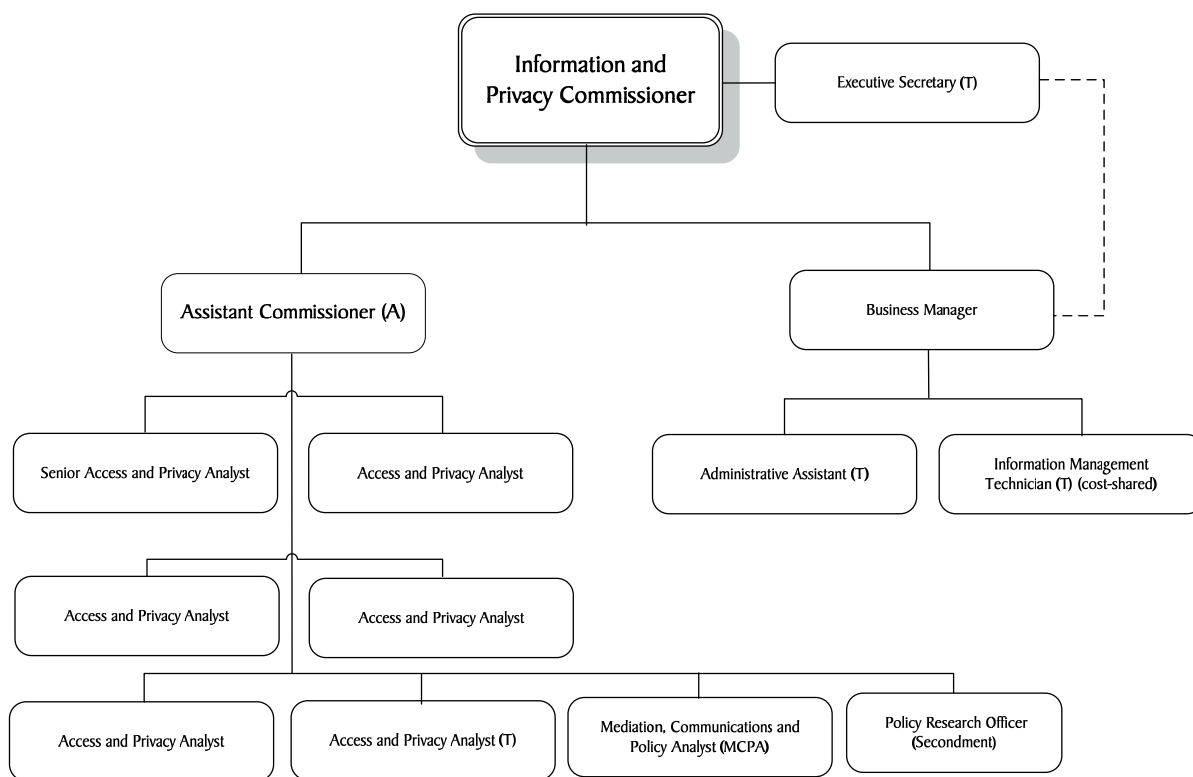 Information and
Privacy Commissioner
Executive Secretary (T)
Assistant Commissioner (A)
Business Manager
Senior Access and Privacy Analyst
Access and Privacy Analyst
Administrative Assistant (T)
Information Management
Technician (T) (cost-shared)
Access and Privacy Analyst
Access and Privacy Analyst
Access and Privacy Analyst
Access and Privacy Analyst (T)
Mediation, Communications and
Policy Analyst (MCPA)
Policy Research Officer
(Secondment)